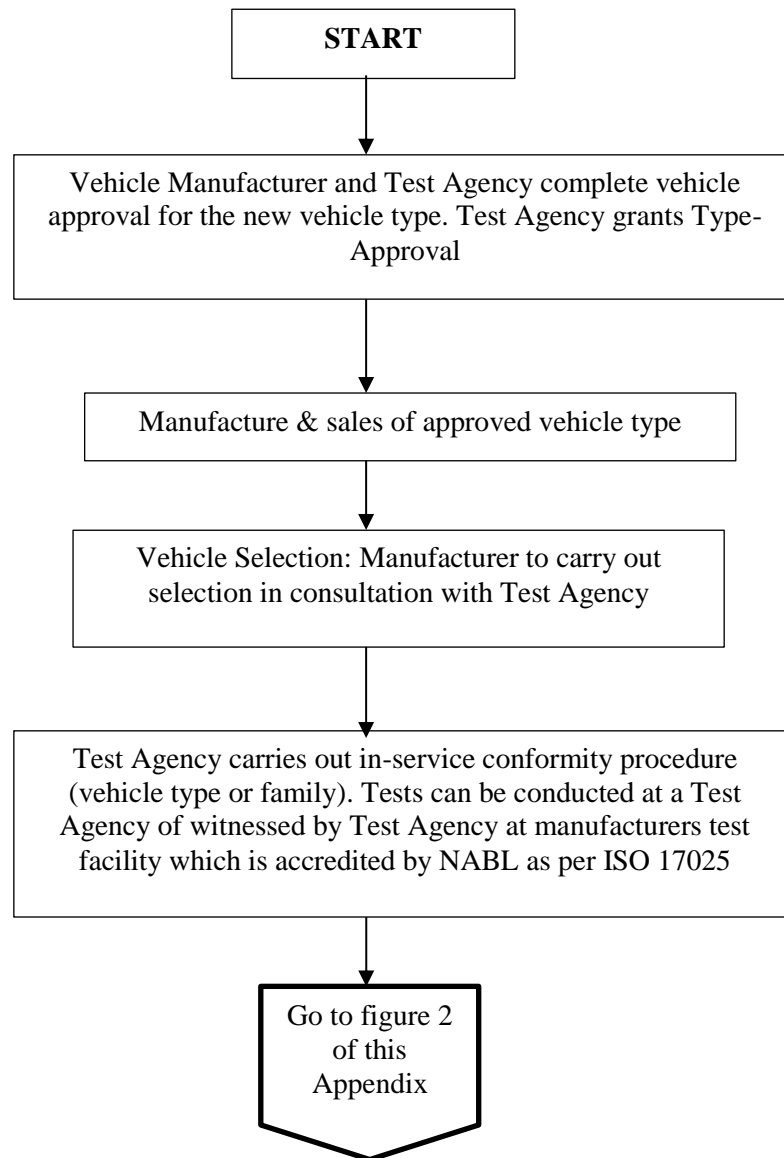 START
Vehicle Manufacturer and Test Agency complete vehicle
approval for the new vehicle type. Test Agency grants Type-
Approval
Manufacture & sales of approved vehicle type
Vehicle Selection: Manufacturer to carry out
selection in consultation with Test Agency
Test Agency carries out in-service conformity procedure
(vehicle type or family). Tests can be conducted at a Test
Agency of witnessed by Test Agency at manufacturers test
facility which is accredited by NABL as per ISO 17025
Go to figure 2
of this
Appendix